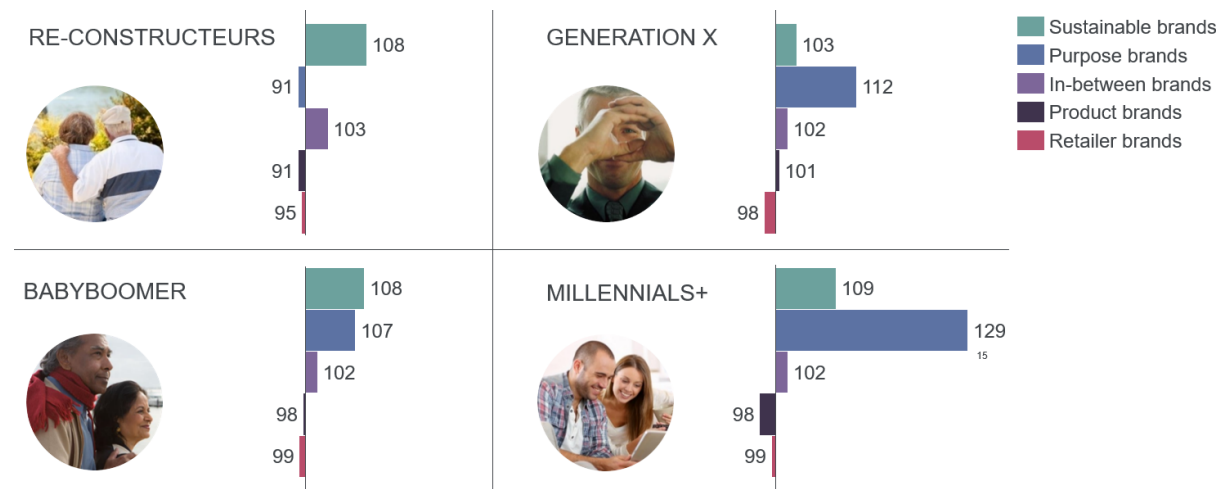 RE-CONSTRUCTEURS
108
91
103
91
95
GENERATION X
103
112
102
101
98
Sustainable brands
Purpose brands
In-between brands
Product brands
Retailer brands
BABYBOOMER
108
107
102
98
99
MILLENNIALS+
109
129
15
102
98
99